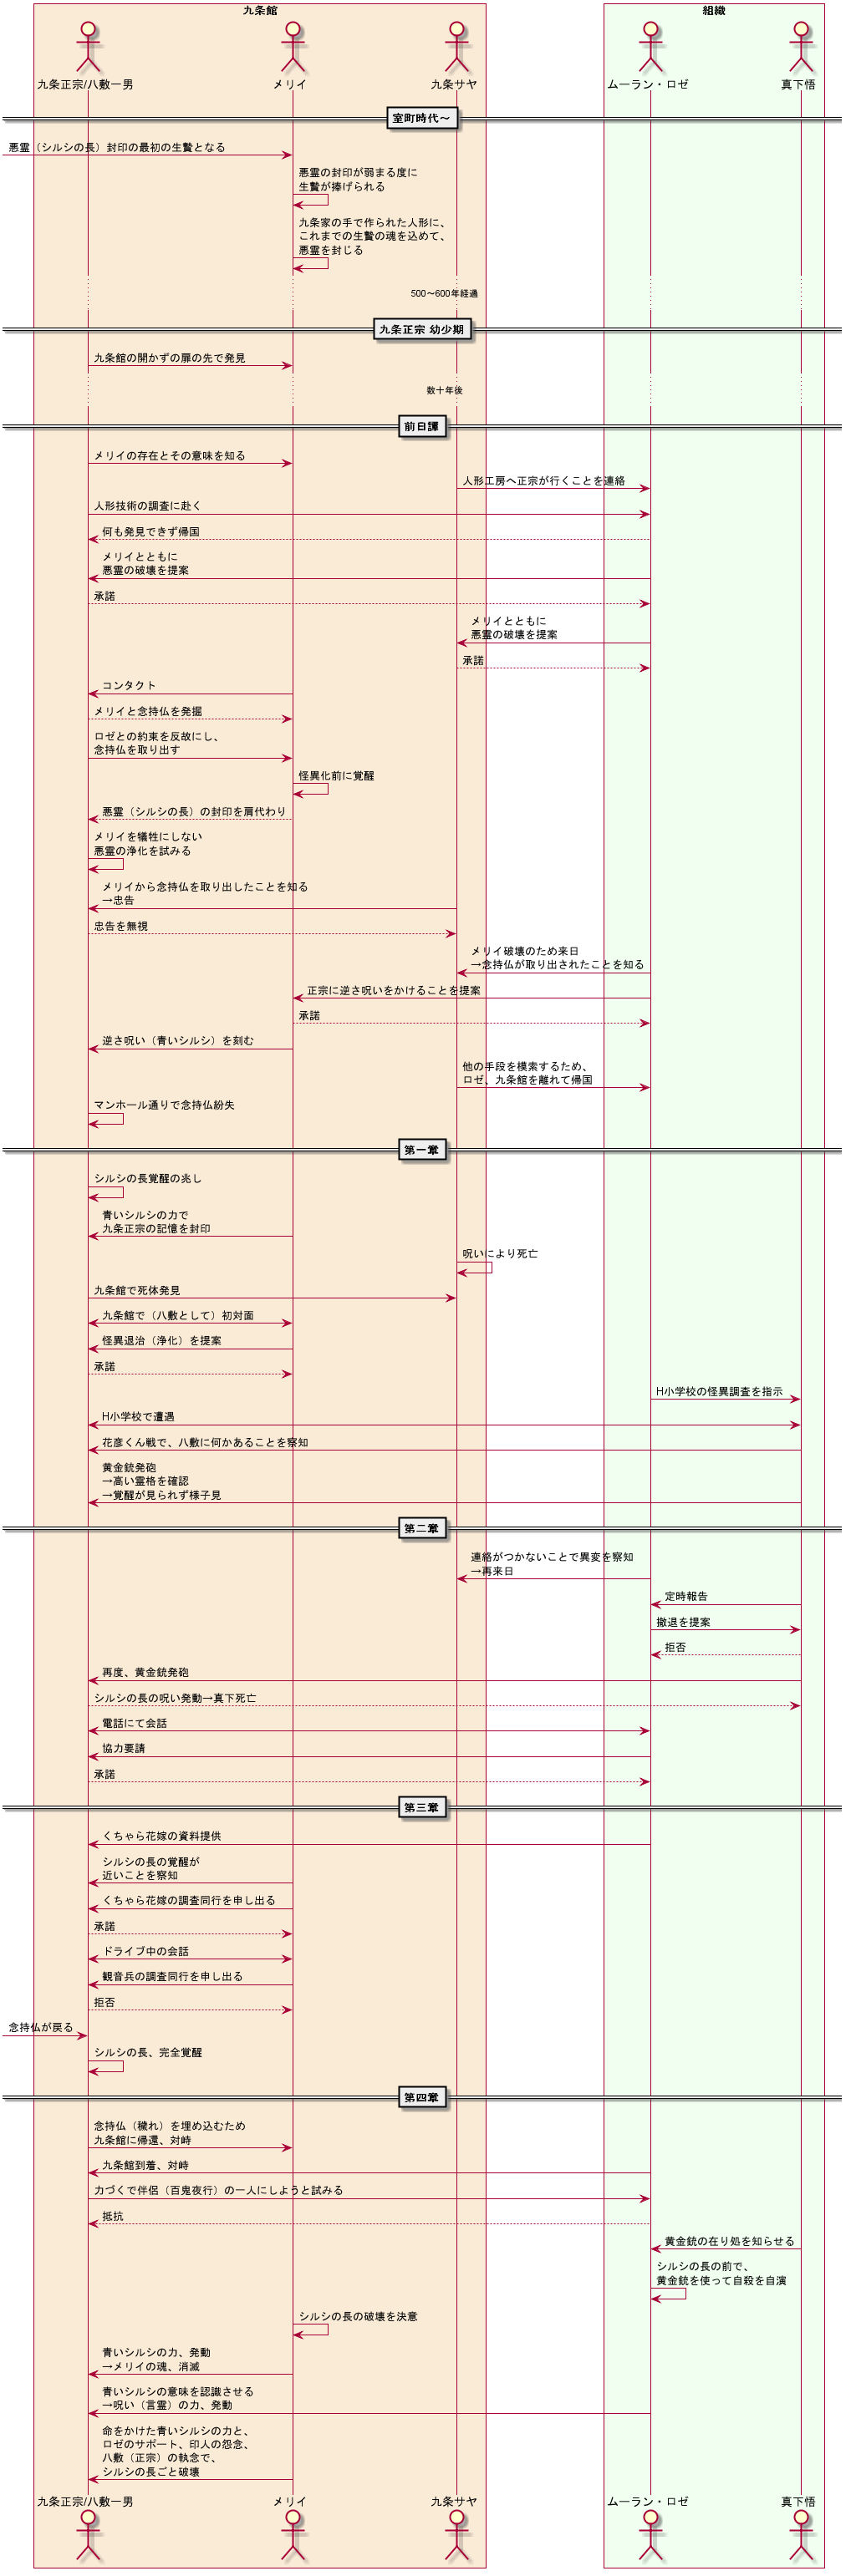 九条館
組織
九条正宗/八敷一男
メリイ
九条サヤ
ムーラン・ロゼ
真下悟
室町時代～
悪霊（シルシの長）封印の最初の生贄となる
悪霊の封印が弱まる度に
生贄が捧げられる
九条家の手で作られた人形に、
これまでの生贄の魂を込めて、
悪霊を封じる
500～600年経過
九条正宗 幼少期
九条館の開かずの扉の先で発見
数十年後
前日譚
メリイの存在とその意味を知る
人形工房へ正宗が行くことを連絡
人形技術の調査に赴く
何も発見できず帰国
メリイとともに
悪霊の破壊を提案
承諾
メリイとともに
悪霊の破壊を提案
承諾
コンタクト
メリイと念持仏を発掘
ロゼとの約束を反故にし、
念持仏を取り出す
怪異化前に覚醒
悪霊（シルシの長）の封印を肩代わり
メリイを犠牲にしない
悪霊の浄化を試みる
メリイから念持仏を取り出したことを知る
→忠告
忠告を無視
メリイ破壊のため来日
→念持仏が取り出されたことを知る
正宗に逆さ呪いをかけることを提案
承諾
逆さ呪い（青いシルシ）を刻む
他の手段を模索するため、
ロゼ、九条館を離れて帰国
マンホール通りで念持仏紛失
第一章
シルシの長覚醒の兆し
青いシルシの力で
九条正宗の記憶を封印
呪いにより死亡
九条館で死体発見
九条館で（八敷として）初対面
怪異退治（浄化）を提案
承諾
H小学校の怪異調査を指示
H小学校で遭遇
花彦くん戦で、八敷に何かあることを察知
黄金銃発砲
→高い霊格を確認
→覚醒が見られず様子見
第二章
連絡がつかないことで異変を察知
→再来日
定時報告
撤退を提案
拒否
再度、黄金銃発砲
シルシの長の呪い発動→真下死亡
電話にて会話
協力要請
承諾
第三章
くちゃら花嫁の資料提供
シルシの長の覚醒が
近いことを察知
くちゃら花嫁の調査同行を申し出る
承諾
ドライブ中の会話
観音兵の調査同行を申し出る
拒否
念持仏が戻る
シルシの長、完全覚醒
第四章
念持仏（穢れ）を埋め込むため
九条館に帰還、対峙
九条館到着、対峙
力づくで伴侶（百鬼夜行）の一人にしようと試みる
抵抗
黄金銃の在り処を知らせる
シルシの長の前で、
黄金銃を使って自殺を自演
シルシの長の破壊を決意
青いシルシの力、発動
→メリイの魂、消滅
青いシルシの意味を認識させる
→呪い（言霊）の力、発動
命をかけた青いシルシの力と、
ロゼのサポート、印人の怨念、
八敷（正宗）の執念で、
シルシの長ごと破壊
九条正宗/八敷一男
メリイ
九条サヤ
ムーラン・ロゼ
真下悟